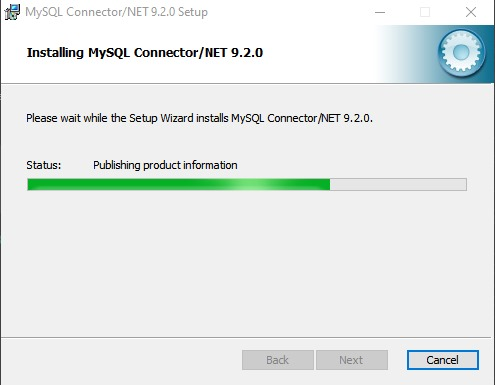 MySQL Connector/NET 9.2.0 Setup
Installing MySQL Connector/NET 9.2.0
Please wait while the Setup Wizard installs MySQL Connector/NET 9.2.0.
Status: Publishing product information
Back Next Cancel